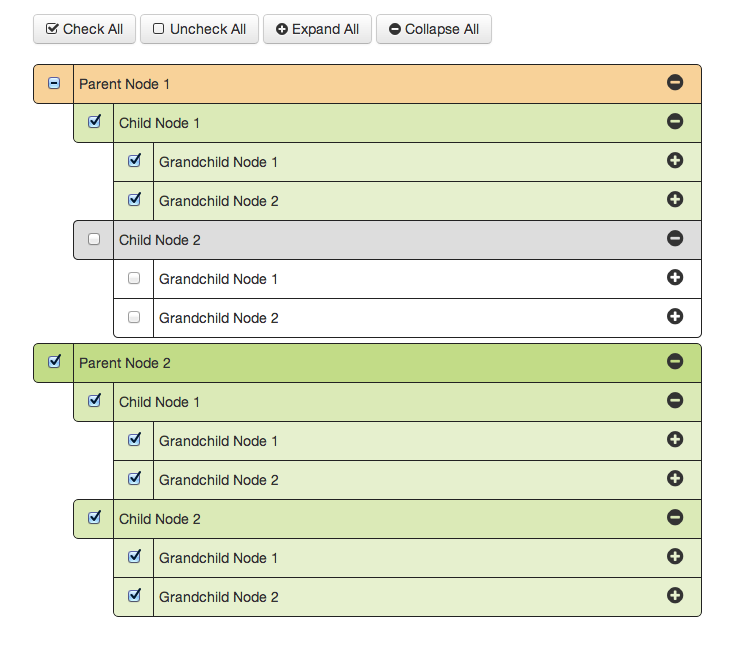 Check All Uncheck All Expand All Collapse All
Parent Node 1
Child Node 1
Grandchild Node 1
Grandchild Node 2
Child Node 2
Grandchild Node 1
Grandchild Node 2
Parent Node 2
Child Node 1
Grandchild Node 1
Grandchild Node 2
Child Node 2
Grandchild Node 1
Grandchild Node 2